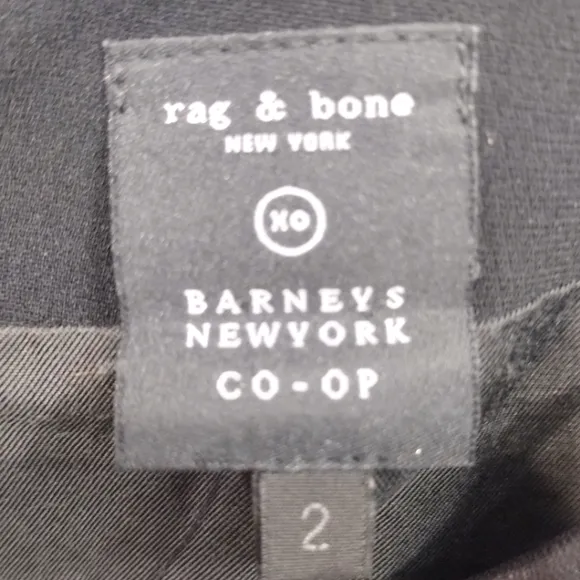 rag & bone
NEW YORK
XO
BARNEYS
NEWYORK
CO-OP
2